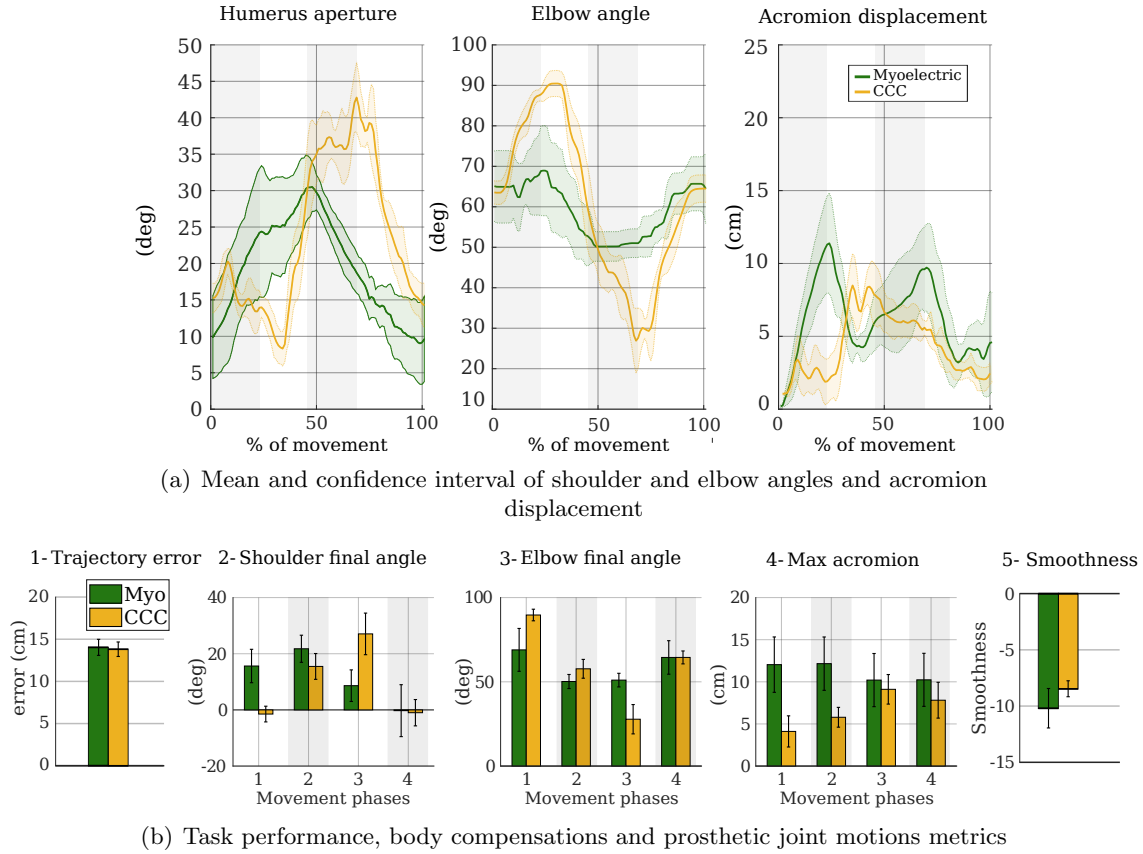 Humerus aperture
Elbow angle
Acromion displacement
50
45
40
35
30
25
20
15
10
5
0
(deg)
0
50
100
% of movement
100
90
80
70
60
50
40
30
20
10
(deg)
0
50
100
% of movement
25
20
15
10
5
0
(cm)
0
50
100
% of movement
Myoelectric
CCC
(a) Mean and confidence interval of shoulder and elbow angles and acromion
displacement
1- Trajectory error
Myo
CCC
20
15
10
5
0
error (cm)
2- Shoulder final angle
40
20
0
-20
(deg)
1
2
3
4
Movement phases
3- Elbow final angle
100
50
0
(deg)
1
2
3
4
Movement phases
4- Max acromion
20
15
10
5
0
(cm)
1
2
3
4
Movement phases
5- Smoothness
0
-5
-10
-15
Smoothness
(b) Task performance, body compensations and prosthetic joint motions metrics